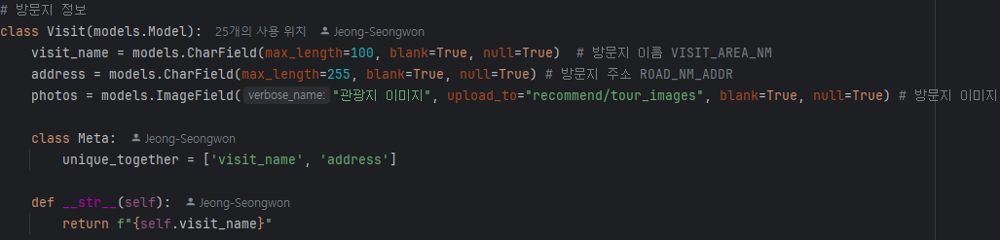 # 방문지 정보
class Visit(models.Model): 25개의 사용 위치 Jeong-Seongwon
visit_name = models.CharField(max_length=100, blank=True, null=True) # 방문지 이름 VISIT_AREA_NM
address = models.CharField(max_length=255, blank=True, null=True) # 방문지 주소 ROAD_NM_ADDR
photos = models.ImageField( verbose_name: "관광지 이미지", upload_to="recommend/tour_images", blank=True, null=True) # 방문지 이미지
class Meta: Jeong-Seongwon
unique_together = ['visit_name', 'address']
def __str__(self): Jeong-Seongwon
return f"{self.visit_name}"